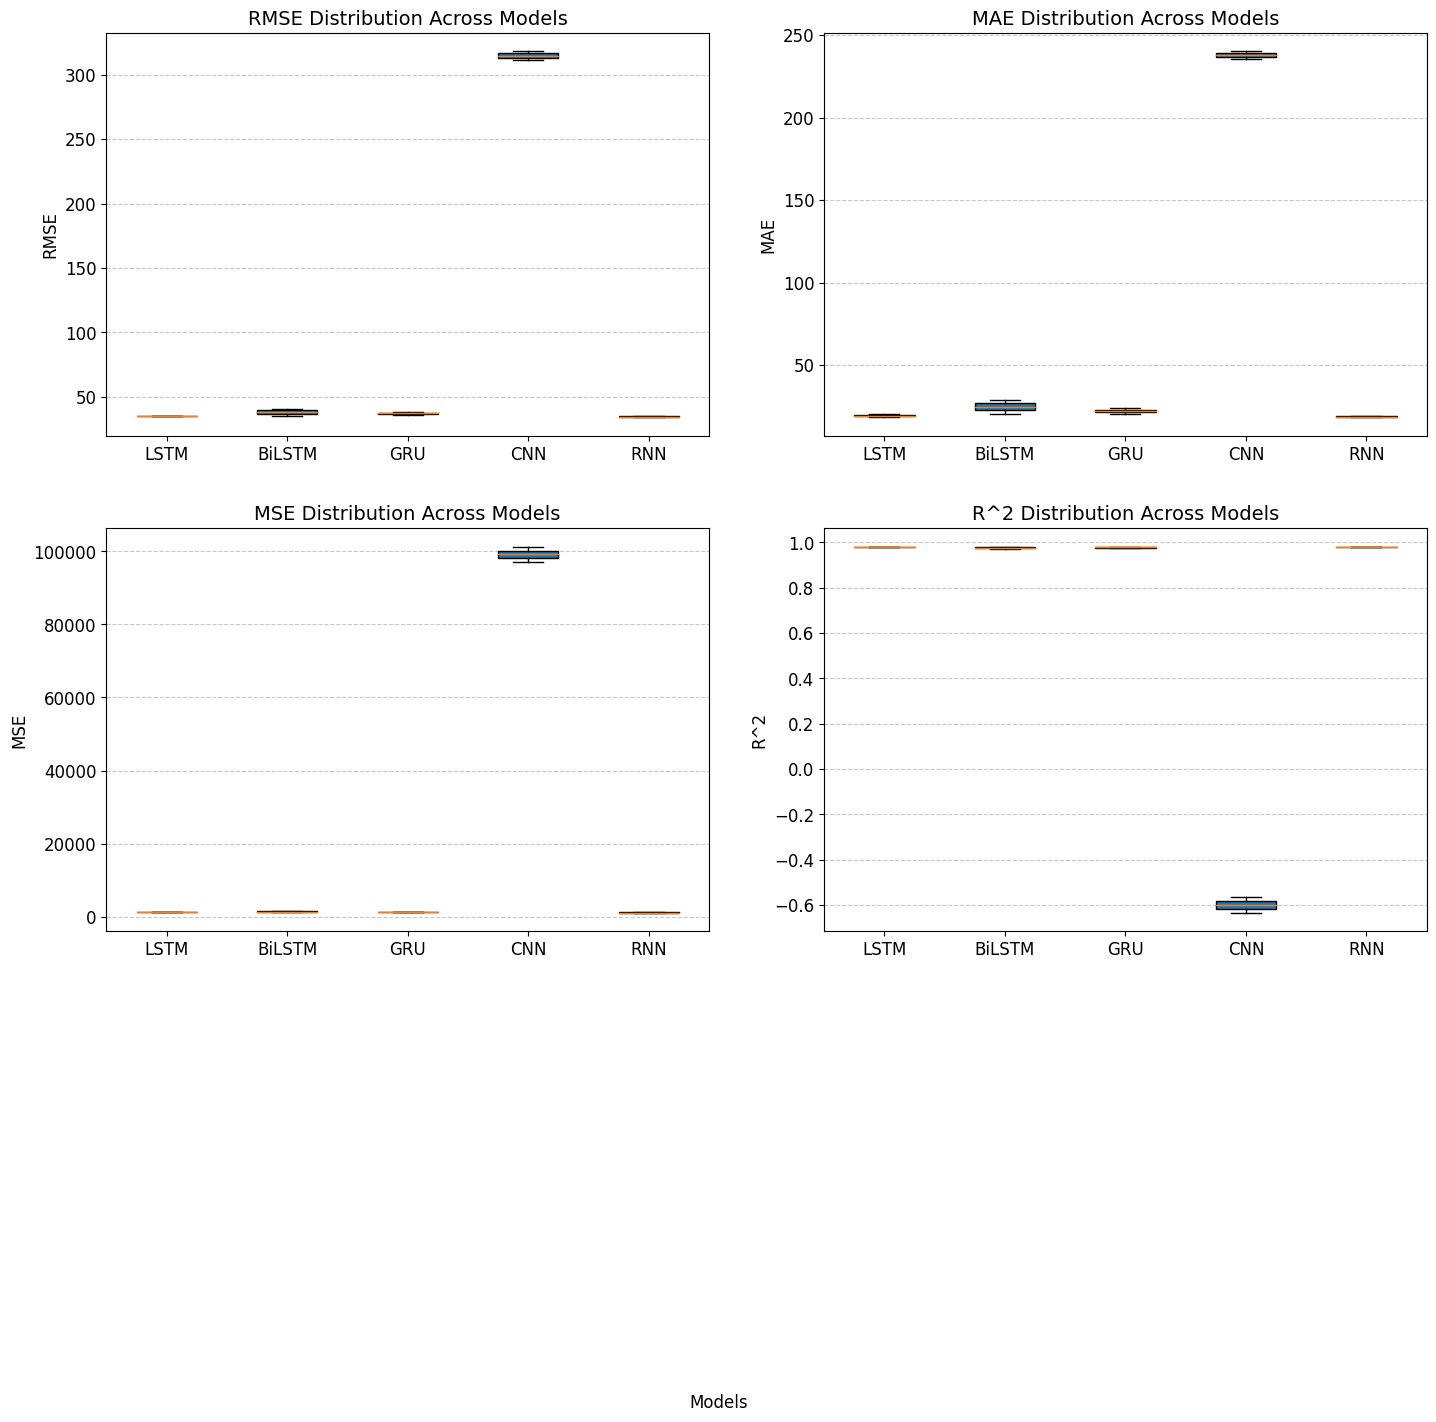 RMSE Distribution Across Models
300
250
200
150
100
50
RMSE
LSTM BiLSTM GRU CNN RNN
MAE Distribution Across Models
250
200
150
100
50
MAE
LSTM BiLSTM GRU CNN RNN
MSE Distribution Across Models
100000
80000
60000
40000
20000
0
MSE
LSTM BiLSTM GRU CNN RNN
R^2 Distribution Across Models
1.0
0.8
0.6
0.4
0.2
0.0
−0.2
−0.4
−0.6
R^2
LSTM BiLSTM GRU CNN RNN
Models